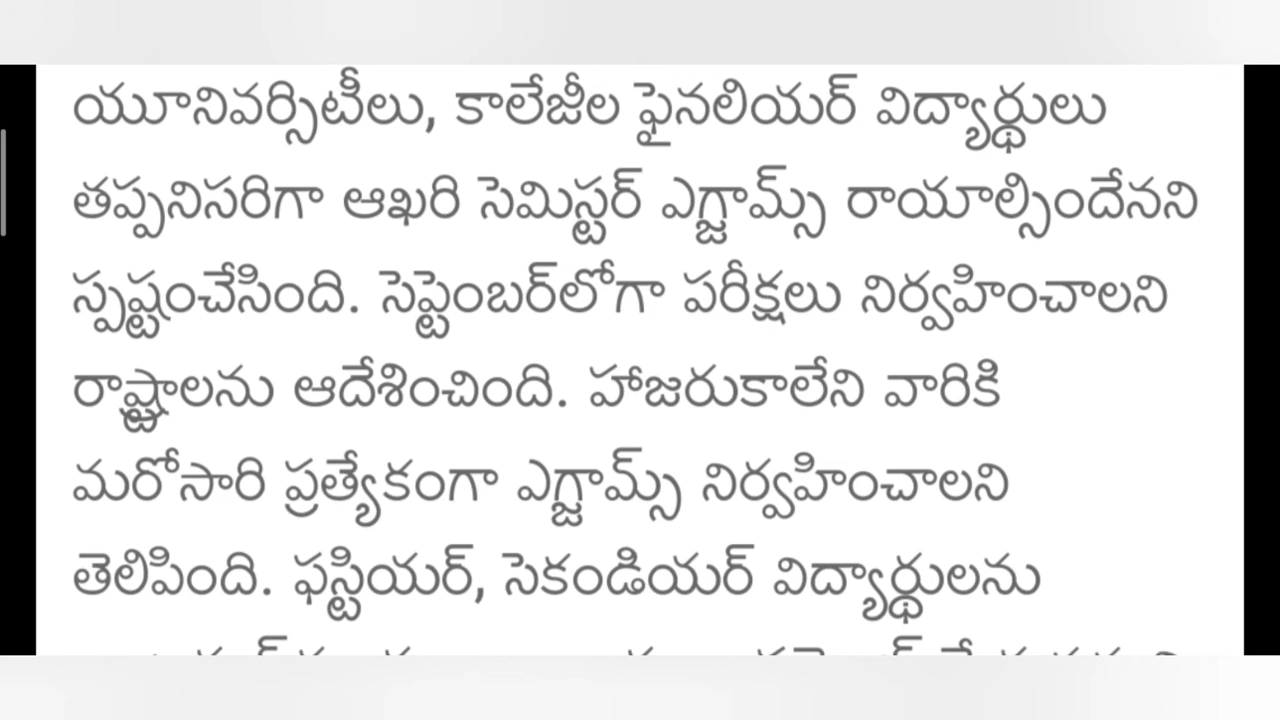 యూనివర్సిటీలు, కాలేజీల ఫైనలియర్ విద్యార్థులు
తప్పనిసరిగా ఆఖరి సెమిస్టర్ ఎగ్జామ్స్ రాయాల్సిందేనని
స్పష్టంచేసింది. సెప్టెంబర్‌లోగా పరీక్షలు నిర్వహించాలని
రాష్ట్రాలను ఆదేశించింది. హాజరుకాలేని వారికి
మరోసారి ప్రత్యేకంగా ఎగ్జామ్స్ నిర్వహించాలని
తెలిపింది. ఫస్టియర్, సెకండియర్ విద్యార్థులను